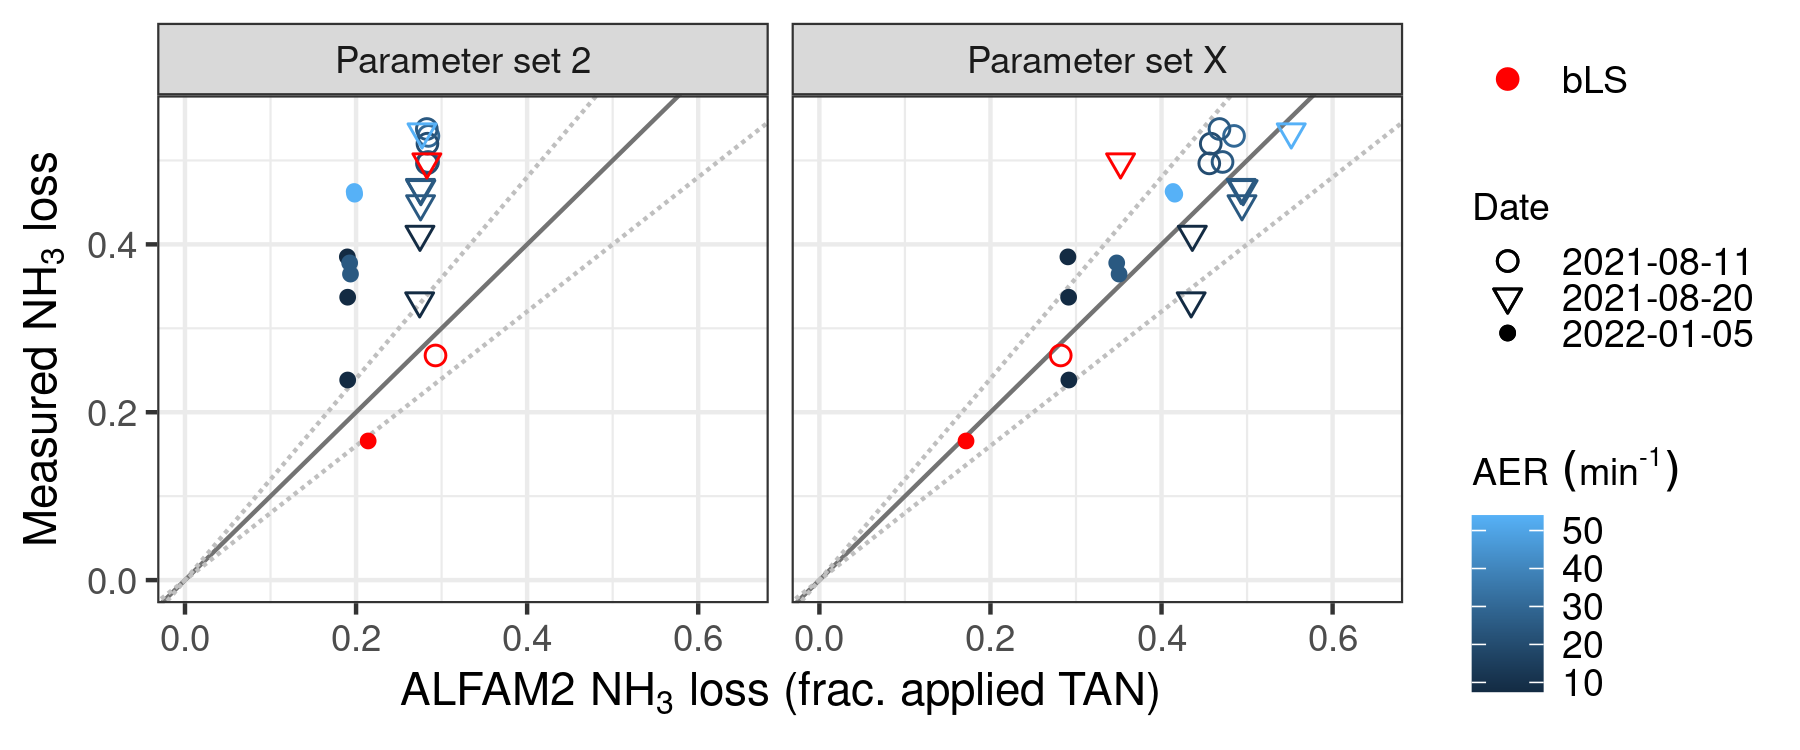 Parameter set 2
Parameter set X
Measured NH₃ loss
0.4
0.2
0.0
0.0 0.2 0.4 0.6
0.0 0.2 0.4 0.6
ALFAM2 NH₃ loss (frac. applied TAN)
bLS
Date
2021-08-11
2021-08-20
2022-01-05
AER (min⁻¹)
50
40
30
20
10